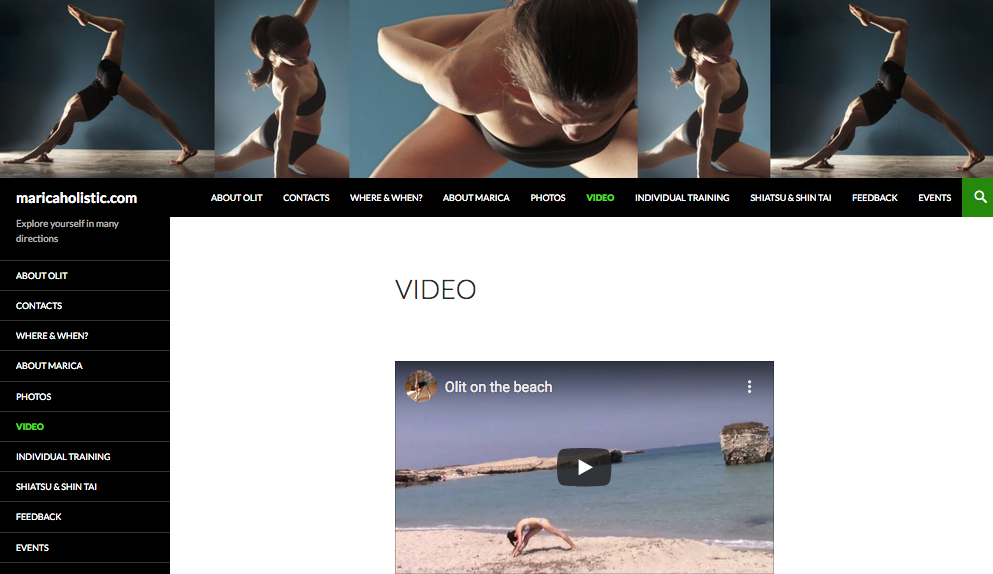 maricaholistic.com
ABOUT OLIT CONTACTS WHERE & WHEN? ABOUT MARICA PHOTOS VIDEO INDIVIDUAL TRAINING SHIATSU & SHIN TAI FEEDBACK EVENTS
Explore yourself in many
directions
ABOUT OLIT
CONTACTS
WHERE & WHEN?
ABOUT MARICA
PHOTOS
VIDEO
INDIVIDUAL TRAINING
SHIATSU & SHIN TAI
FEEDBACK
EVENTS
VIDEO
Olit on the beach